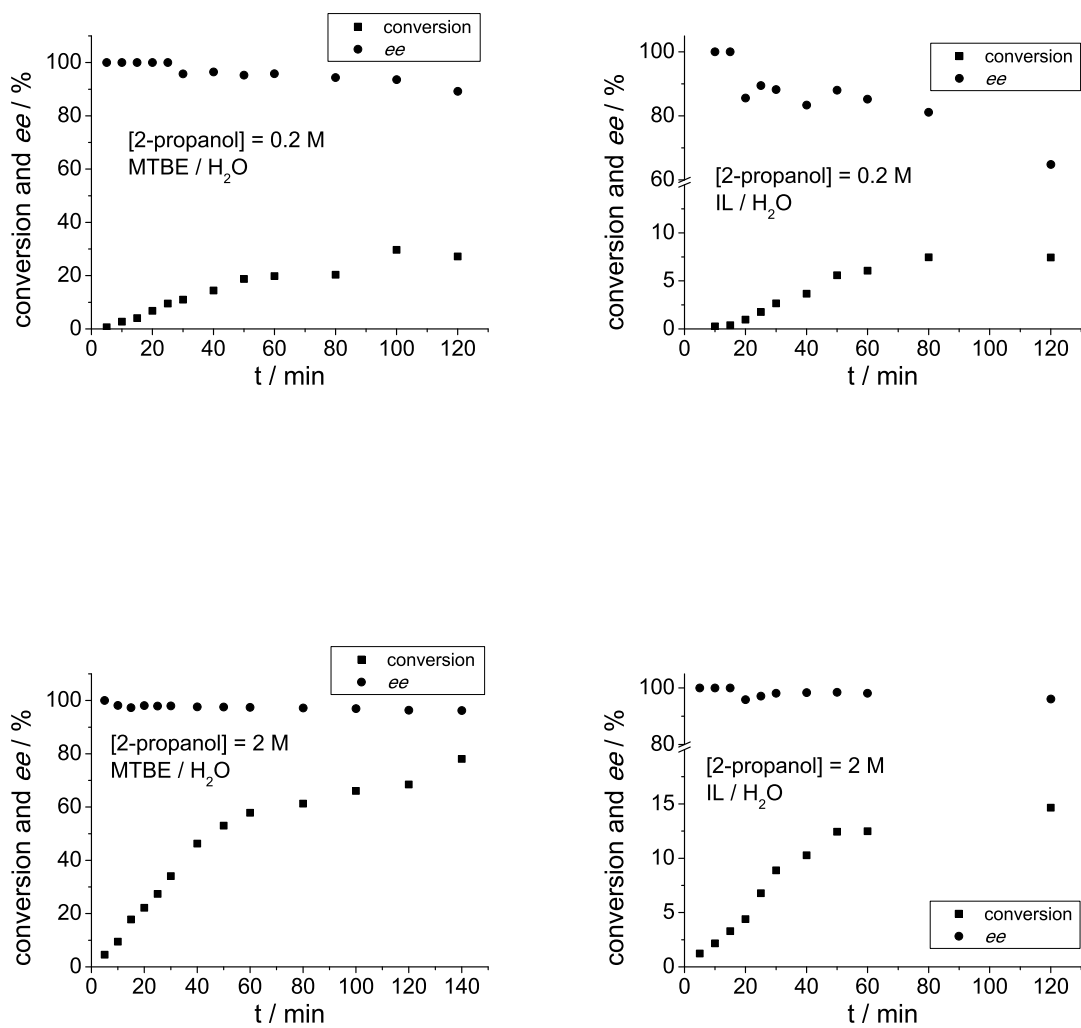 conversion
ee
conversion and ee / %
100
80
60
40
20
0
[2-propanol] = 0.2 M
MTBE / H₂O
0 20 40 60 80 100 120
t / min
conversion
ee
conversion and ee / %
100
80
60
10
5
0
[2-propanol] = 0.2 M
IL / H₂O
0 20 40 60 80 100 120
t / min
conversion
ee
conversion and ee / %
100
80
60
40
20
0
[2-propanol] = 2 M
MTBE / H₂O
0 20 40 60 80 100 120 140
t / min
conversion and ee / %
100
80
15
10
5
0
[2-propanol] = 2 M
IL / H₂O
conversion
ee
0 20 40 60 80 100 120
t / min